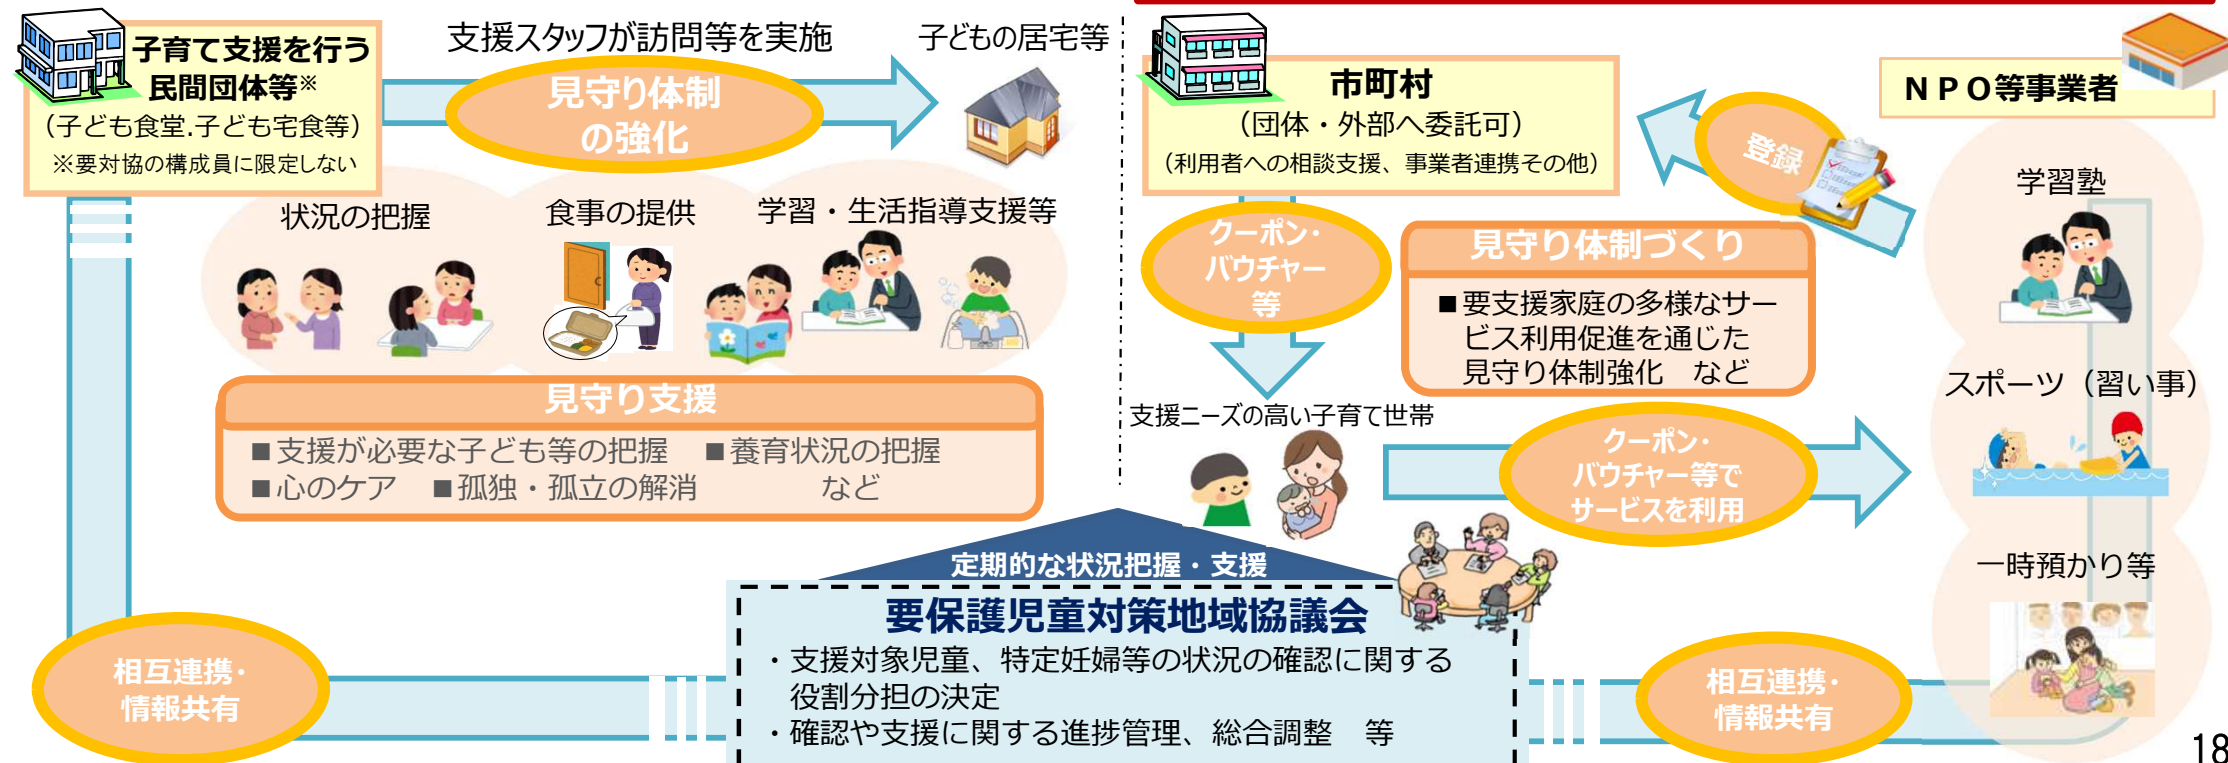 子育て支援を行う
民間団体等※
(子ども食堂.子ども宅食等)
※要対協の構成員に限定しない
支援スタッフが訪問等を実施
見守り体制
の強化
子どもの居宅等
状況の把握
食事の提供
学習・生活指導支援等
見守り支援
■支援が必要な子ども等の把握 ■養育状況の把握
■心のケア ■孤独・孤立の解消 など
市町村
(団体・外部へ委託可)
(利用者への相談支援、事業者連携その他)
登録
NPO等事業者
クーポン・
バウチャー
等
見守り体制づくり
■要支援家庭の多様なサー
ビス利用促進を通じた
見守り体制強化 など
支援ニーズの高い子育て世帯
クーポン・
バウチャー等で
サービスを利用
学習塾
スポーツ(習い事)
一時預かり等
定期的な状況把握・支援
要保護児童対策地域協議会
・支援対象児童、特定妊婦等の状況の確認に関する
役割分担の決定
・確認や支援に関する進捗管理、総合調整 等
相互連携・
情報共有
相互連携・
情報共有
18